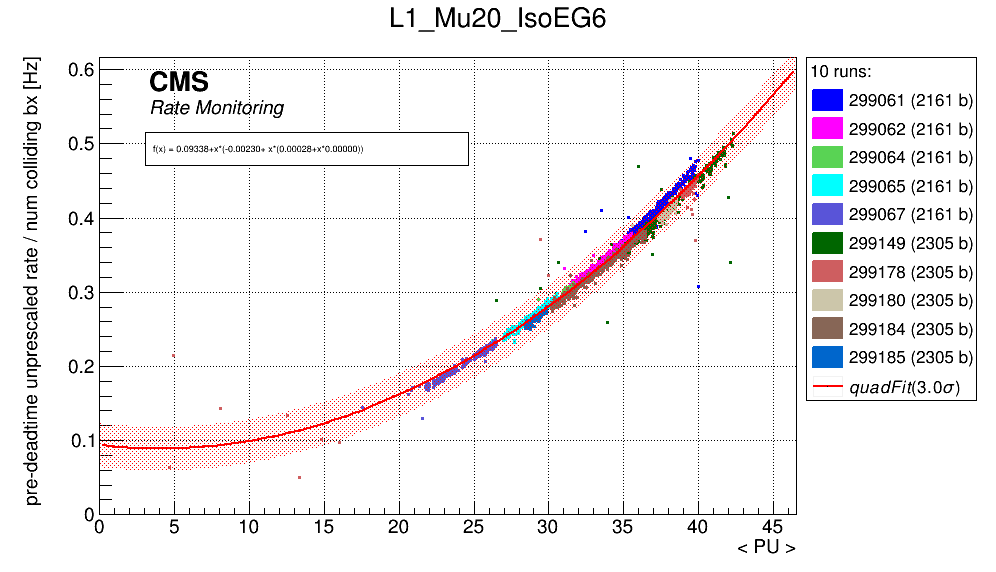 L1_Mu20_IsoEG6
pre-deadtime unprescaled rate / num colliding bx [Hz]
CMS
Rate Monitoring
f(x) = 0.09338+x*(-0.00230+ x*(0.00028+x*0.00000))
0.6
0.5
0.4
0.3
0.2
0.1
0
0 5 10 15 20 25 30 35 40 45
< PU >
10 runs:
299061 (2161 b)
299062 (2161 b)
299064 (2161 b)
299065 (2161 b)
299067 (2161 b)
299149 (2305 b)
299178 (2305 b)
299180 (2305 b)
299184 (2305 b)
299185 (2305 b)
quadFit(3.0σ)